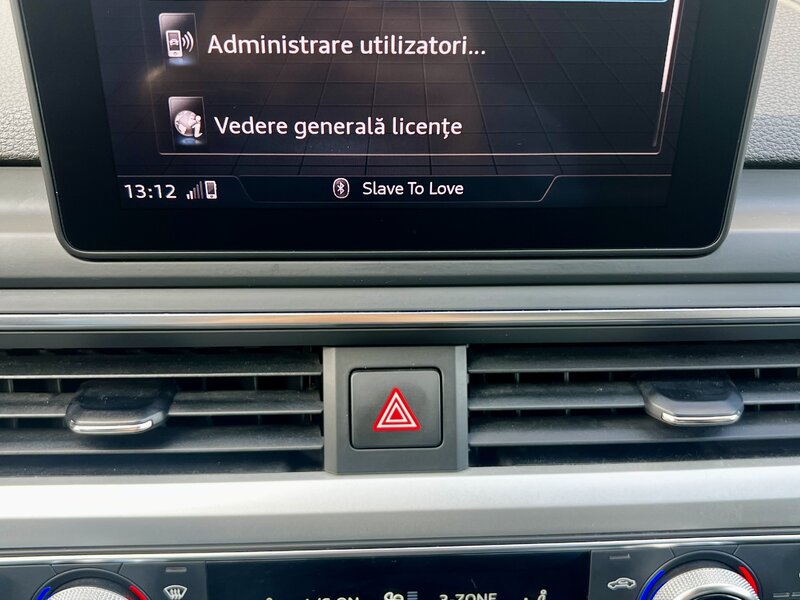 Administrare utilizatori...
Vedere generală licențe
13:12
Slave To Love
3-ZONE